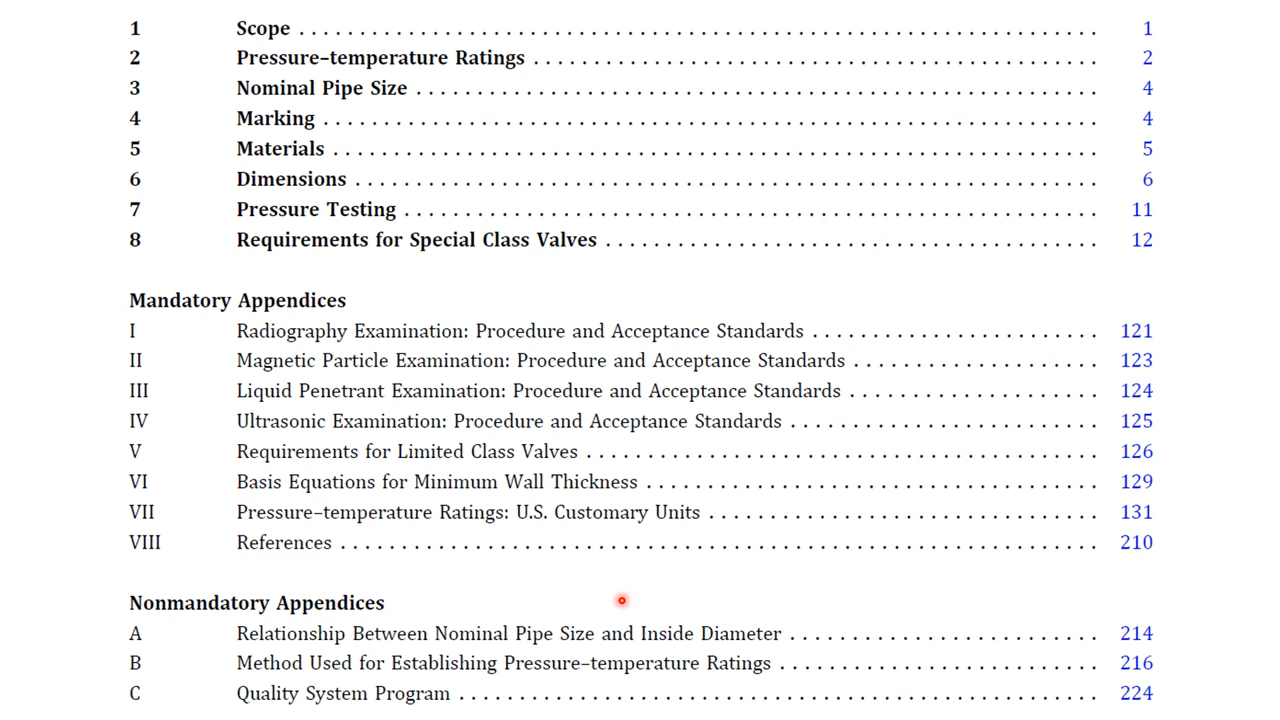 1 Scope . . . . . . . . . . . . . . . . . . . . . . . . . . . . . . 1
2 Pressure–temperature Ratings . . . . . . . . . . . . . . . . . . . . 2
3 Nominal Pipe Size . . . . . . . . . . . . . . . . . . . . . . . . . 4
4 Marking . . . . . . . . . . . . . . . . . . . . . . . . . . . . . 4
5 Materials . . . . . . . . . . . . . . . . . . . . . . . . . . . . 5
6 Dimensions . . . . . . . . . . . . . . . . . . . . . . . . . . . 6
7 Pressure Testing . . . . . . . . . . . . . . . . . . . . . . . . . 11
8 Requirements for Special Class Valves . . . . . . . . . . . . . . . . 12
Mandatory Appendices
I Radiography Examination: Procedure and Acceptance Standards . . . . . . . . 121
II Magnetic Particle Examination: Procedure and Acceptance Standards . . . . . . . 123
III Liquid Penetrant Examination: Procedure and Acceptance Standards . . . . . . . 124
IV Ultrasonic Examination: Procedure and Acceptance Standards . . . . . . . . . 125
V Requirements for Limited Class Valves . . . . . . . . . . . . . . . . 126
VI Basis Equations for Minimum Wall Thickness . . . . . . . . . . . . . . 129
VII Pressure–temperature Ratings: U.S. Customary Units . . . . . . . . . . . 131
VIII References . . . . . . . . . . . . . . . . . . . . . . . . . . . 210
Nonmandatory Appendices
A Relationship Between Nominal Pipe Size and Inside Diameter . . . . . . . . . 214
B Method Used for Establishing Pressure–temperature Ratings . . . . . . . . . 216
C Quality System Program . . . . . . . . . . . . . . . . . . . . . . 224